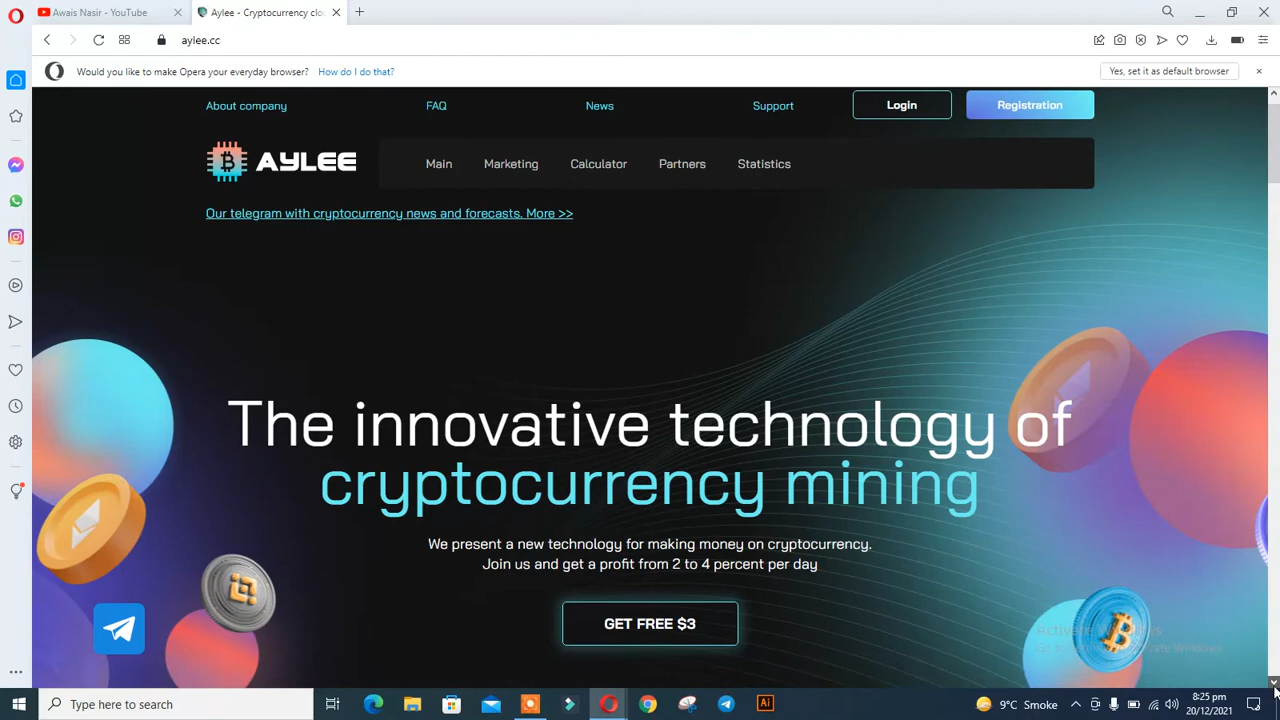 Awais Nasir - YouTube
Aylee - Cryptocurrency clo
aylee.cc
Would you like to make Opera your everyday browser? How do I do that? Yes, set it as default browser
About company FAQ News Support Login Registration
AYLEE Main Marketing Calculator Partners Statistics
Our telegram with cryptocurrency news and forecasts. More >>
The innovative technology of
cryptocurrency mining
We present a new technology for making money on cryptocurrency.
Join us and get a profit from 2 to 4 percent per day
GET FREE $3
Activate Windows
Type here to search
Ai
9°C Smoke
8:25 pm
20/12/2021